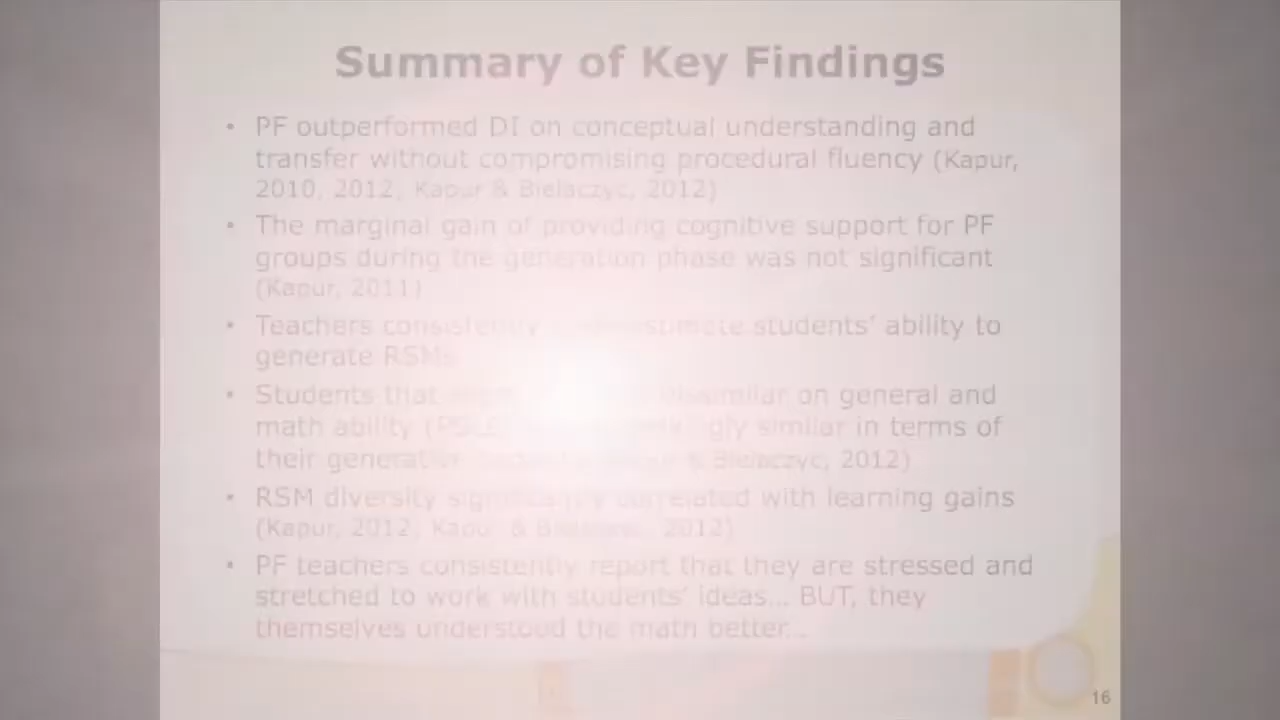 Summary of Key Findings
• PF outperformed DI on conceptual understanding and
transfer without compromising procedural fluency (Kapur,
2010, 2012, Kapur & Bielaczyc, 2012)
• The marginal gain of providing cognitive support for PF
groups during the generation phase was not significant
(Kapur, 2011)
• Teachers consistently students' ability to
generate RSMs
• Students that dissimilar on general and
math ability (PSLE) similar in terms of
their & Bielaczyc, 2012)
• RSM diversity significantly correlated with learning gains
(Kapur, 2012, Kapur & Bielaczyc, 2012)
• PF teachers consistently report that they are stressed and
stretched to work with students' ideas... BUT, they
themselves understood the math better...
16